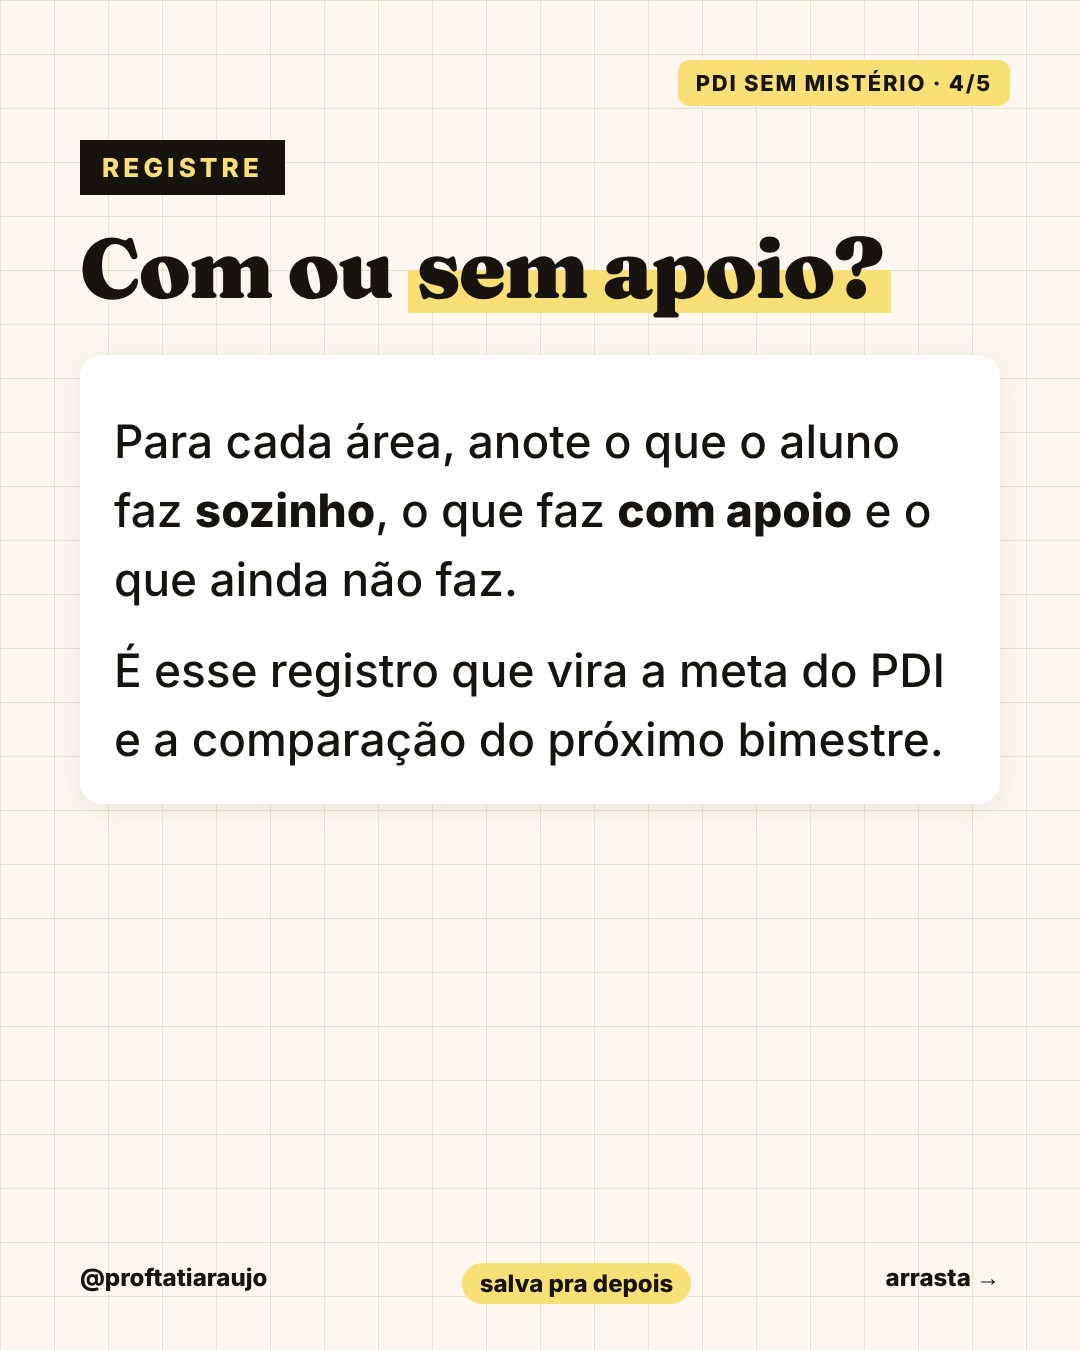 PDI SEM MISTÉRIO · 4/5
REGISTRE
Com ou sem apoio?
Para cada área, anote o que o aluno
faz sozinho, o que faz com apoio e o
que ainda não faz.
É esse registro que vira a meta do PDI
e a comparação do próximo bimestre.
@proftatiaraujo
salva pra depois
arrasta →